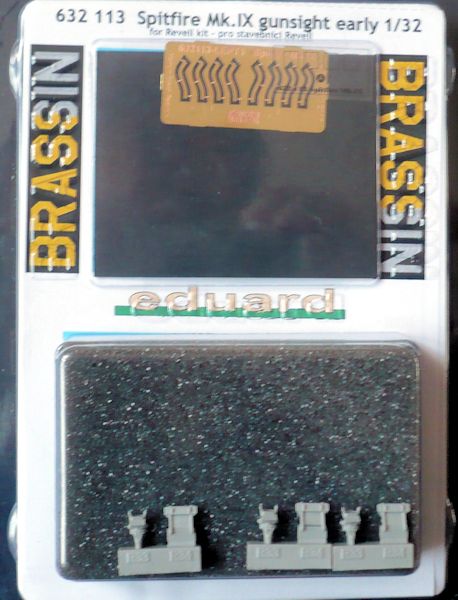 632 113 Spitfire Mk.IX gunsight early 1/32
for Revell kit - pro stavebnici Revell
BRASSIN
BRASSIN
eduard